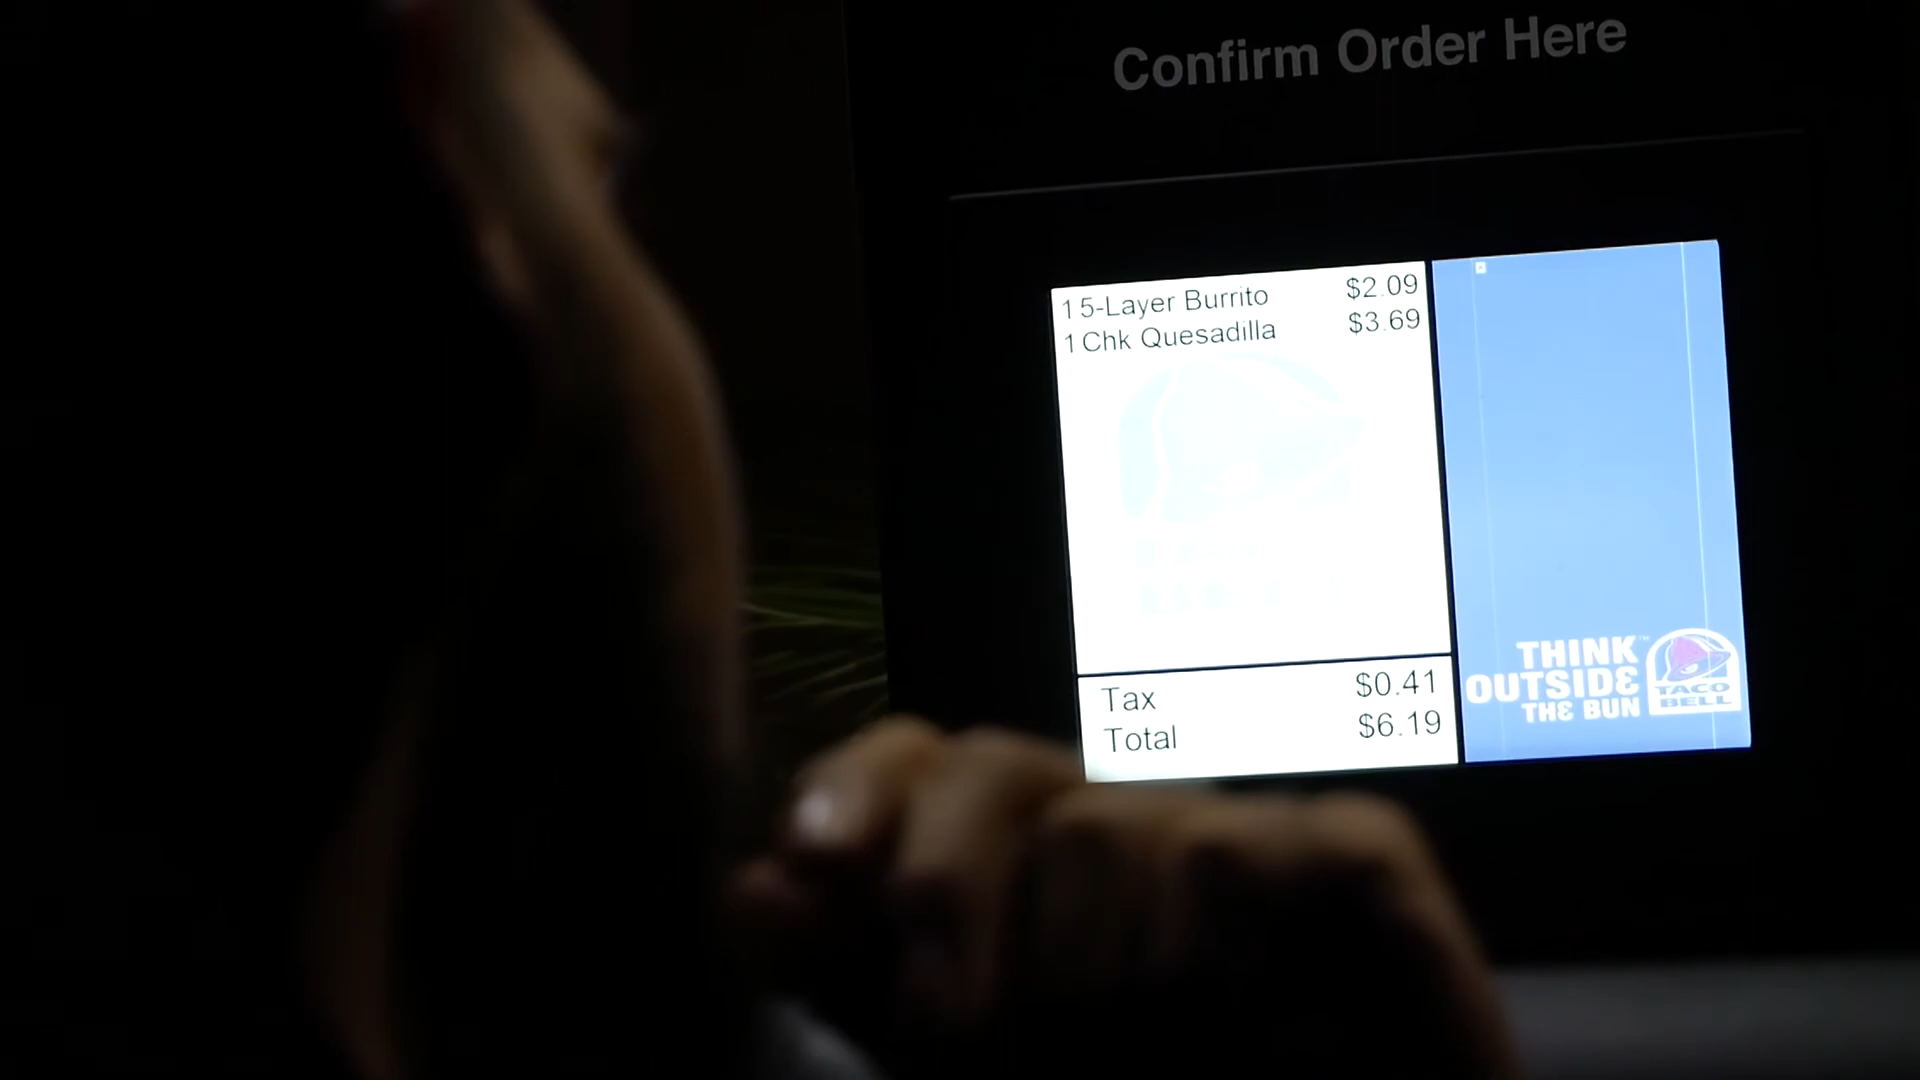 Confirm Order Here
1 5-Layer Burrito $2.09
1 Chk Quesadilla $3.69
Tax $0.41
Total $6.19
THINK™
OUTSIDE
THE BUN
TACO
BELL